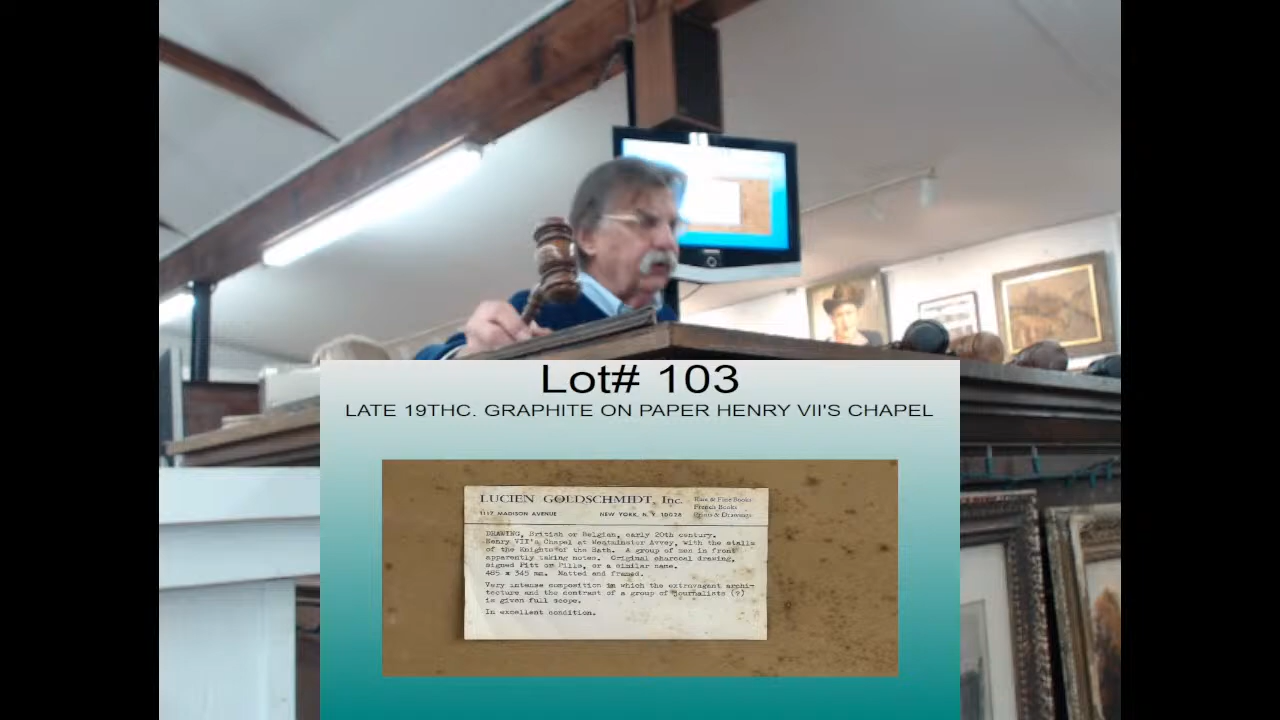 Lot# 103
LATE 19THC. GRAPHITE ON PAPER HENRY VII'S CHAPEL
LUCIEN GOLDSCHMIDT, Inc.
Rare & Fine Books
French Books
Prints & Drawings
1117 MADISON AVENUE NEW YORK, N. Y. 10028
DRAWING, British or Belgian, early 20th century.
Henry VII's Chapel at Westminster Avvey, with the stalls
of the Knights of the Bath. A group of men in front
apparently taking notes. Original charcoal drawing,
signed Pitt or Pills, or a similar name.
485 x 345 mm. Matted and framed.
Very intense composition in which the extravagant archi-
tecture and the contrast of a group of journalists (?)
is given full scope.
In excellent condition.